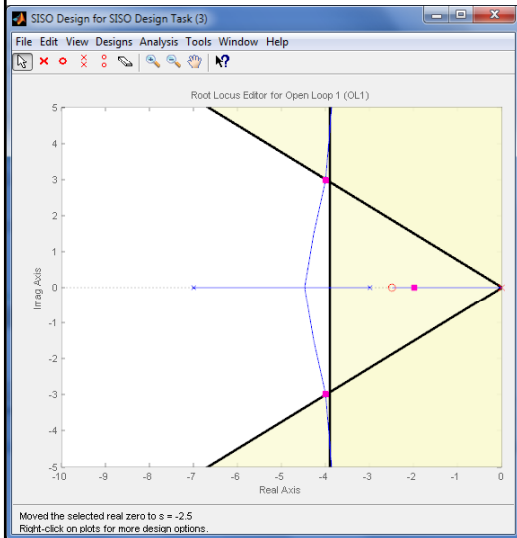 SISO Design for SISO Design Task (3)
File Edit View Designs Analysis Tools Window Help
Root Locus Editor for Open Loop 1 (OL1)
5
4
3
2
1
0
-1
-2
-3
-4
-5
Imag Axis
-10 -9 -8 -7 -6 -5 -4 -3 -2 -1 0
Real Axis
Moved the selected real zero to s = -2.5
Right-click on plots for more design options.